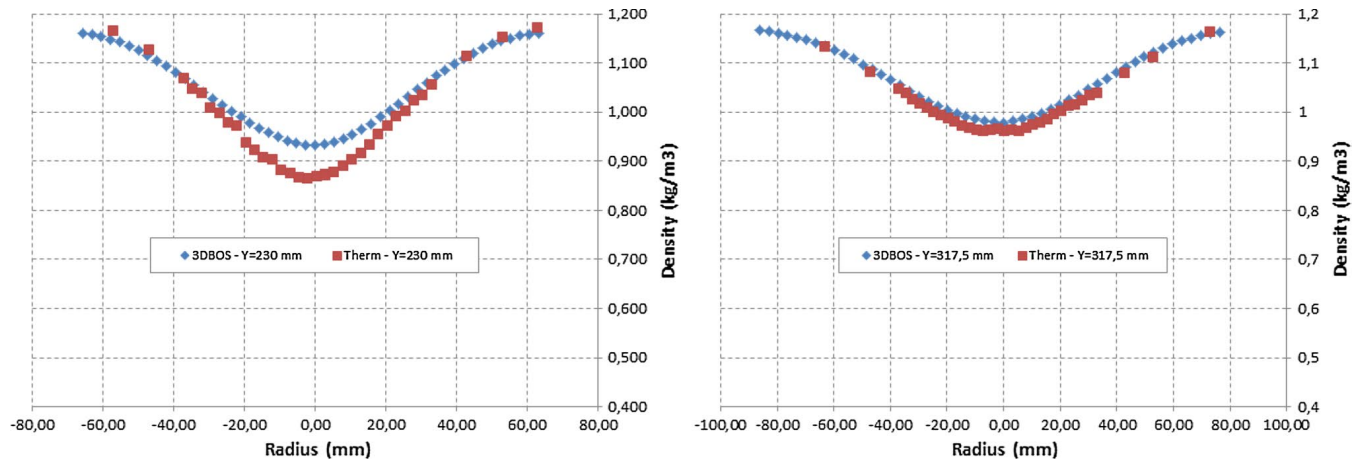 1,200
1,100
1,000
0,900
0,800
0,700
0,600
0,500
0,400
Density (kg/m3)
3DBOS - Y=230 mm Therm - Y=230 mm
-80,00 -60,00 -40,00 -20,00 0,00 20,00 40,00 60,00 80,00
Radius (mm)
1,2
1,1
1
0,9
0,8
0,7
0,6
0,5
0,4
Density (kg/m3)
3DBOS - Y=317,5 mm Therm - Y=317,5 mm
-100,00 -80,00 -60,00 -40,00 -20,00 0,00 20,00 40,00 60,00 80,00 100,00
Radius (mm)